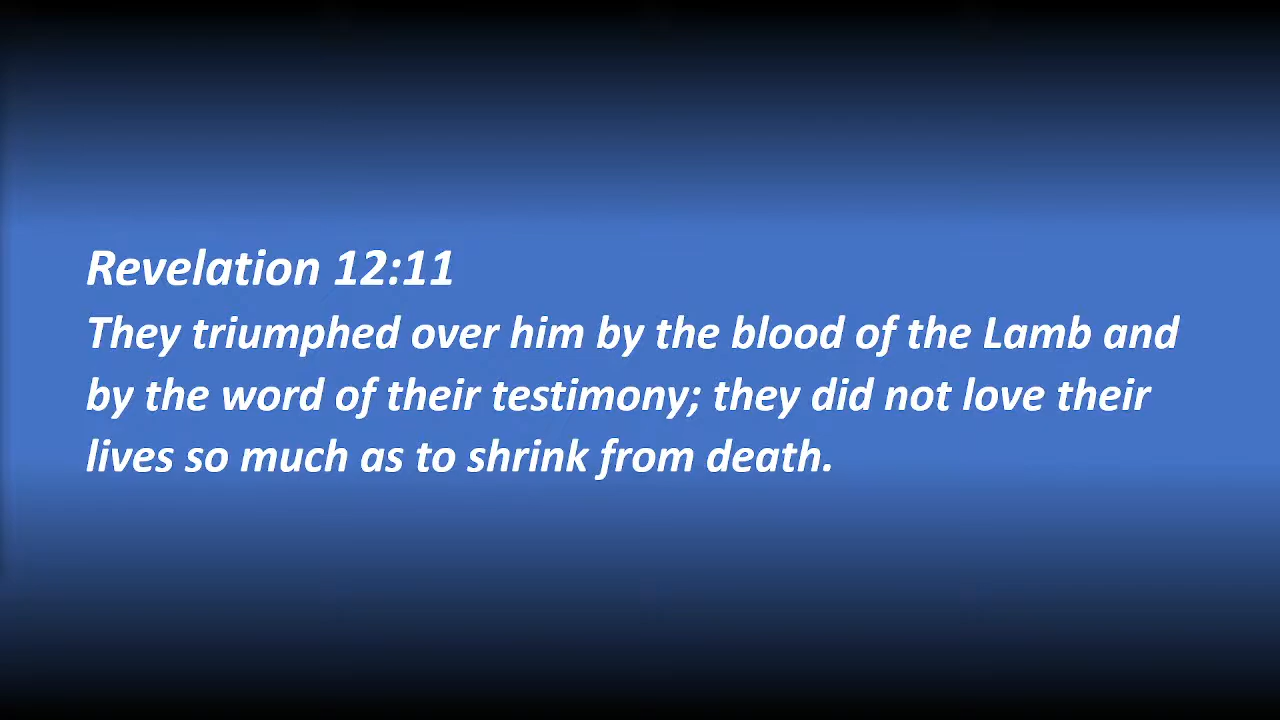 Revelation 12:11
They triumphed over him by the blood of the Lamb and
by the word of their testimony; they did not love their
lives so much as to shrink from death.